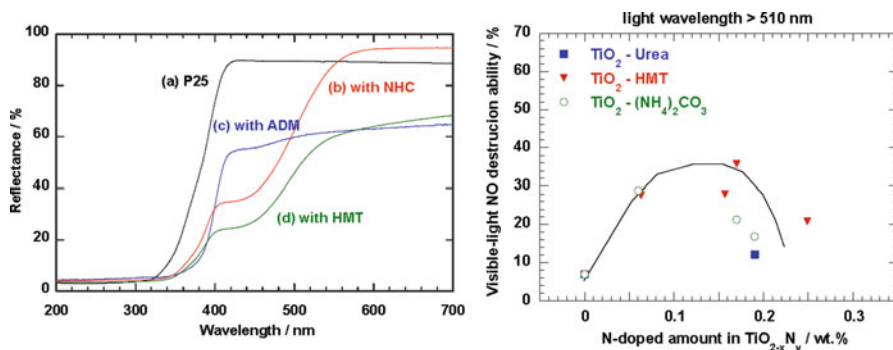 100
80
60
40
20
0
200
300
400
500
600
700
Reflectance / %
Wavelength / nm
(a) P25
(b) with NHC
(c) with ADM
(d) with HMT
light wavelength > 510 nm
70
60
50
40
30
20
10
0
0
0.1
0.2
0.3
Visible-light NO destrucion ability / %
N-doped amount in TiO2-xNy / wt.%
TiO2 - Urea
TiO2 - HMT
TiO2 - (NH4)2CO3